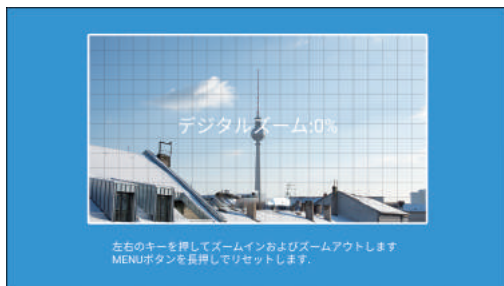 デジタルズーム:0%
左右のキーを押してズームインおよびズームアウトします
MENUボタンを長押しでリセットします.